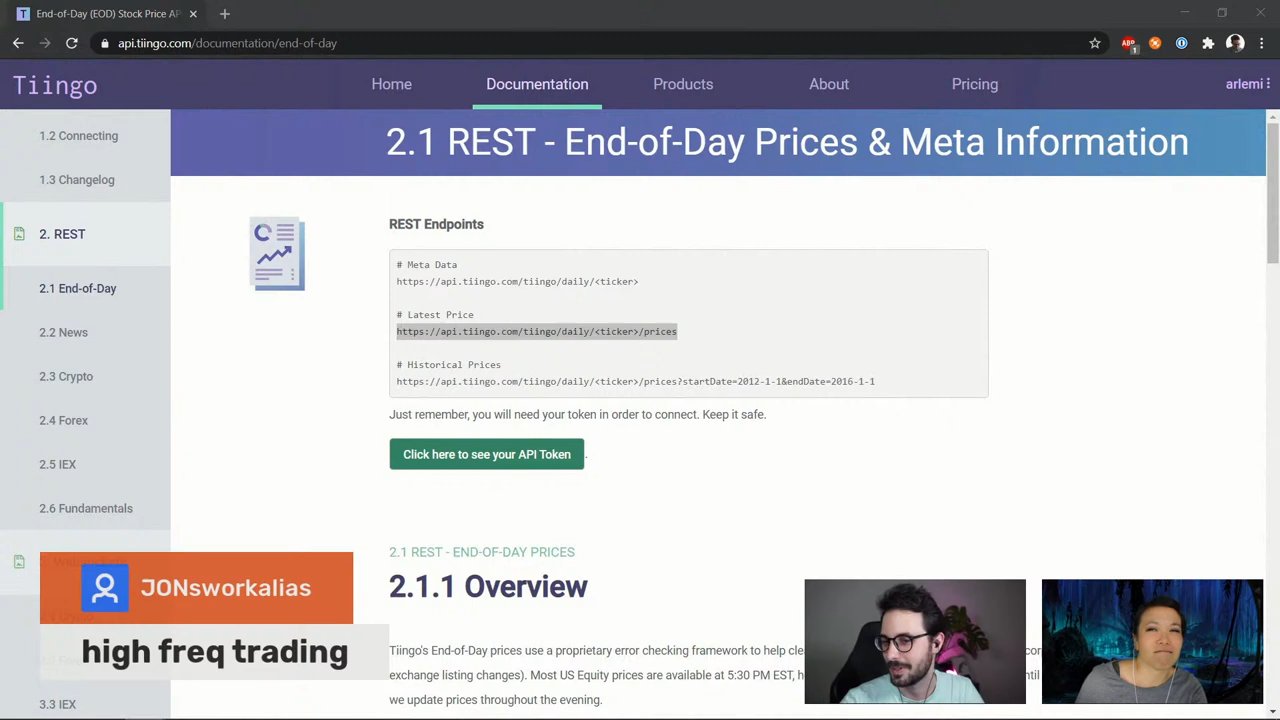 End-of-Day (EOD) Stock Price AP
api.tiingo.com/documentation/end-of-day
1
Tiingo
Home
Documentation
Products
About
Pricing
arlemi
1.2 Connecting
1.3 Changelog
2. REST
2.1 End-of-Day
2.2 News
2.3 Crypto
2.4 Forex
2.5 IEX
2.6 Fundamentals
3.3 IEX
2.1 REST - End-of-Day Prices & Meta Information
REST Endpoints
# Meta Data
https://api.tiingo.com/tiingo/daily/<ticker>
# Latest Price
https://api.tiingo.com/tiingo/daily/<ticker>/prices
# Historical Prices
https://api.tiingo.com/tiingo/daily/<ticker>/prices?startDate=2012-1-1&endDate=2016-1-1
Just remember, you will need your token in order to connect. Keep it safe.
Click here to see your API Token.
2.1 REST - END-OF-DAY PRICES
2.1.1 Overview
Tiingo's End-of-Day prices use a proprietary error checking framework to help cle
exchange listing changes). Most US Equity prices are available at 5:30 PM EST, h
we update prices throughout the evening.
JONsworkalias
high freq trading